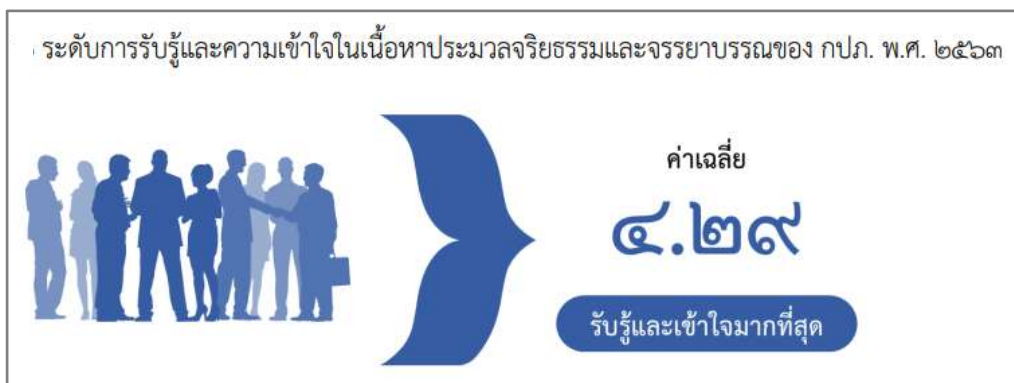 ระดับการรับรู้และความเข้าใจในเนื้อหาประมวลจริยธรรมและจรรยาบรรณของ กปภ. พ.ศ. ๒๕๖๓
ค่าเฉลี่ย
๔.๒๙
รับรู้และเข้าใจมากที่สุด